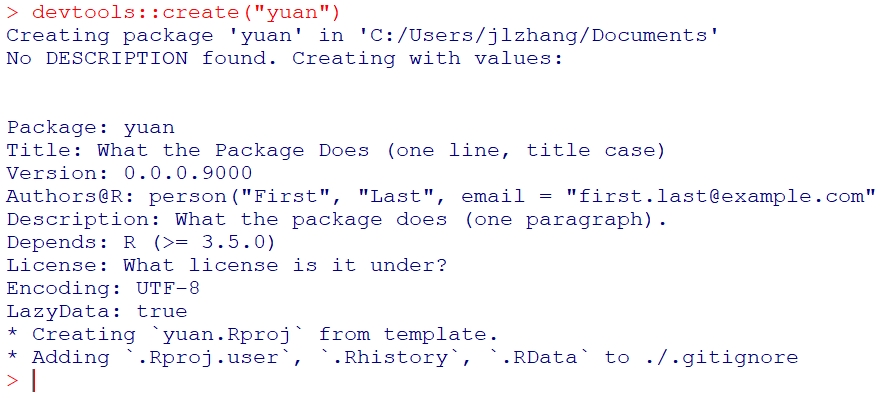 > devtools::create("yuan")
Creating package 'yuan' in 'C:/Users/jlzhang/Documents'
No DESCRIPTION found. Creating with values:
Package: yuan
Title: What the Package Does (one line, title case)
Version: 0.0.0.9000
Authors@R: person("First", "Last", email = "first.last@example.com"
Description: What the package does (one paragraph).
Depends: R (>= 3.5.0)
License: What license is it under?
Encoding: UTF-8
LazyData: true
* Creating `yuan.Rproj` from template.
* Adding `.Rproj.user`, `.Rhistory`, `.RData` to ./.gitignore
>